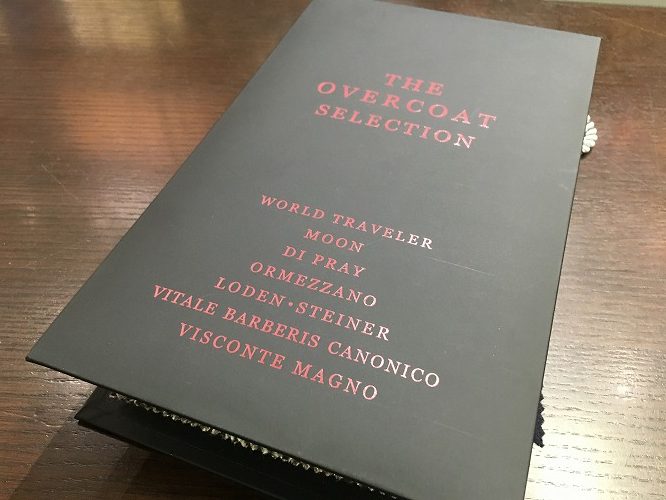 THE
OVERCOAT
SELECTION
WORLD TRAVELER
MOON
DI PRAY
ORMEZZANO
LODEN・STEINER
VITALE BARBERIS CANONICO
VISCONTE MAGNO